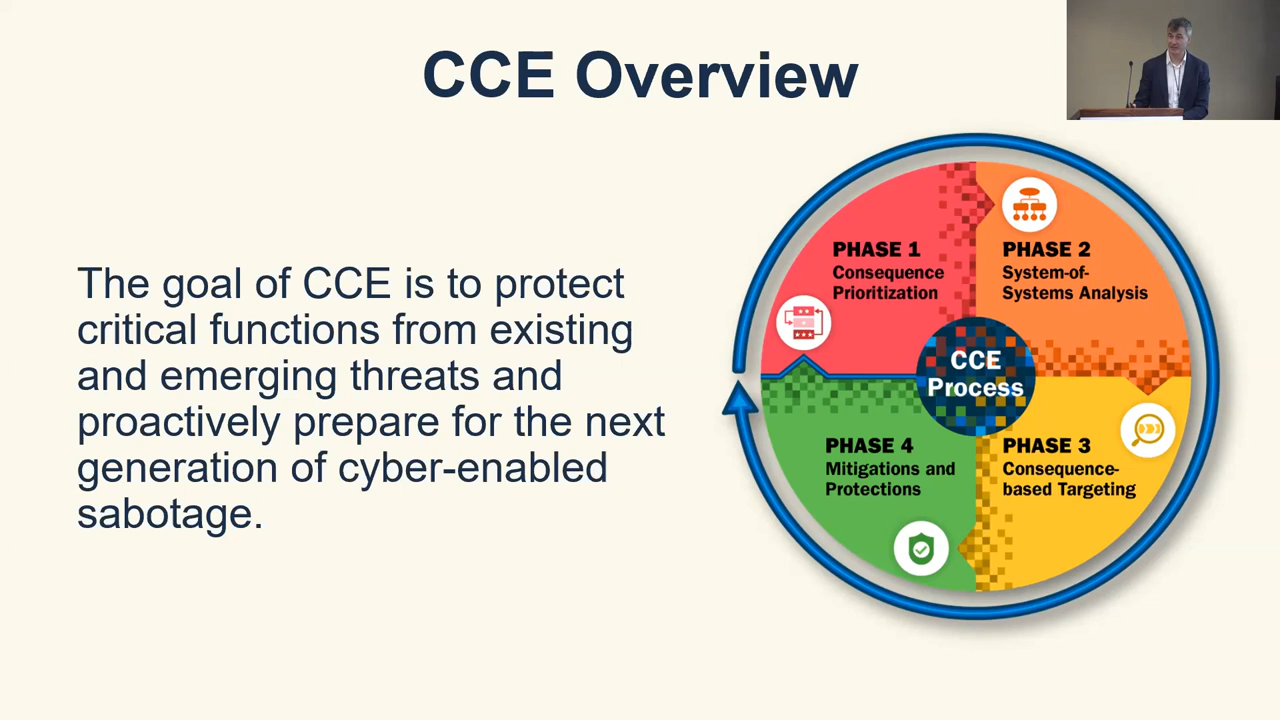 CCE Overview
The goal of CCE is to protect
critical functions from existing
and emerging threats and
proactively prepare for the next
generation of cyber-enabled
sabotage.
PHASE 1
Consequence
Prioritization
PHASE 2
System-of-
Systems Analysis
CCE
Process
PHASE 4
Mitigations and
Protections
PHASE 3
Consequence-
based Targeting